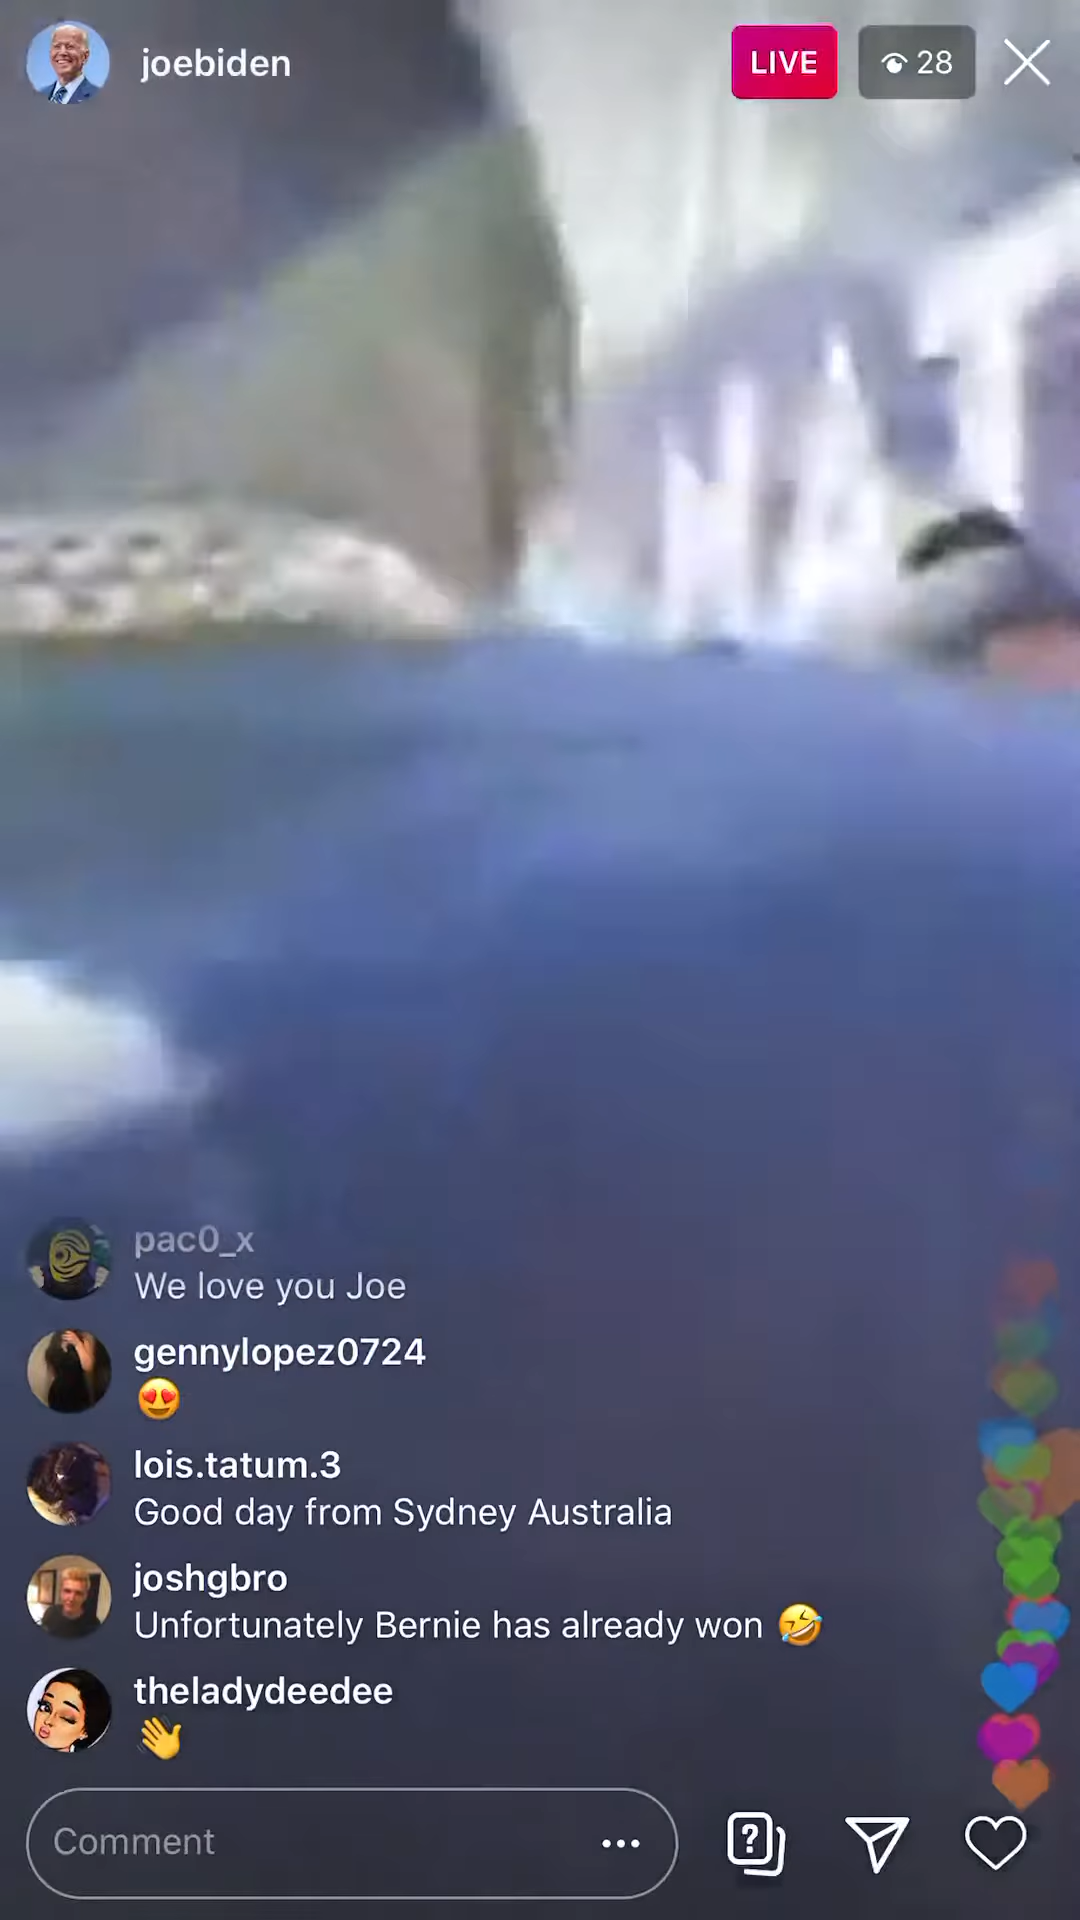 joebiden
LIVE
28
pac0_x
We love you Joe
gennylopez0724
😍
lois.tatum.3
Good day from Sydney Australia
joshgbro
Unfortunately Bernie has already won 🤣
theladydeedee
👋
Comment